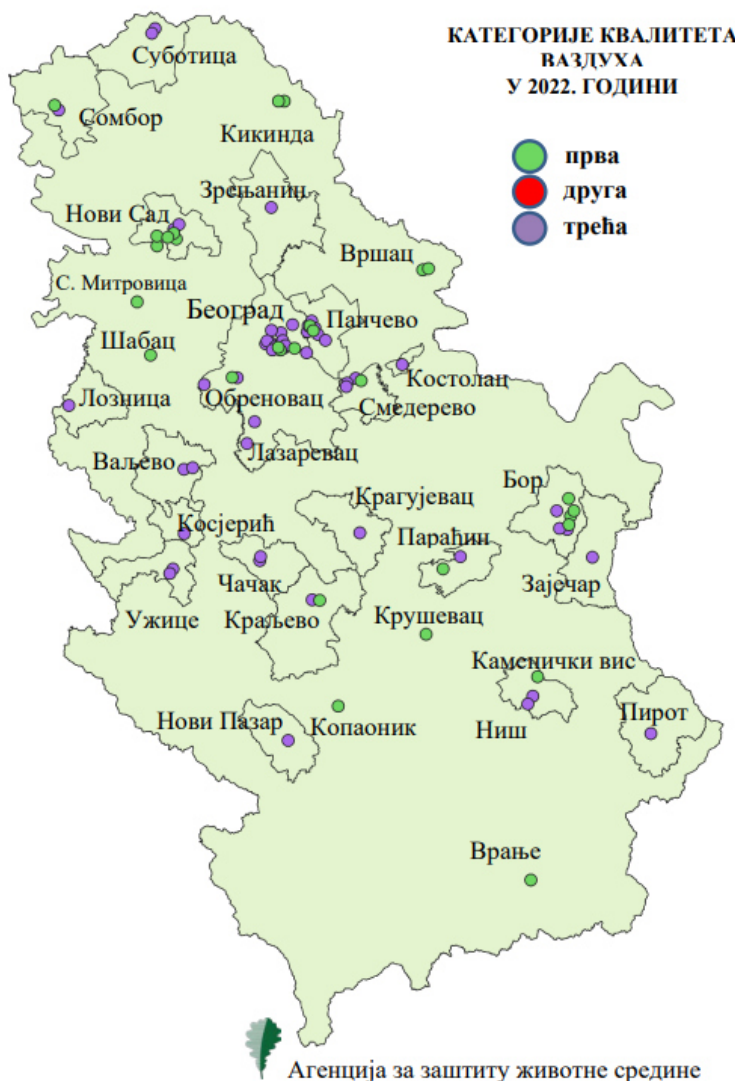 КАТЕГОРИЈЕ КВАЛИТЕТА
ВАЗДУХА
У 2022. ГОДИНИ
прва
друга
трећа
Суботица
Сомбор
Кикинда
Зрењанин
Нови Сад
Вршац
С. Митровица
Београд
Панчево
Шабац
Костолац
Лозница
Обреновац
Смедерево
Лазаревац
Ваљево
Бор
Крагујевац
Косјерић
Параћин
Чачак
Зајечар
Ужице
Краљево
Крушевац
Каменички вис
Нови Пазар
Копаоник
Ниш
Пирот
Врање
Агенција за заштиту животне средине